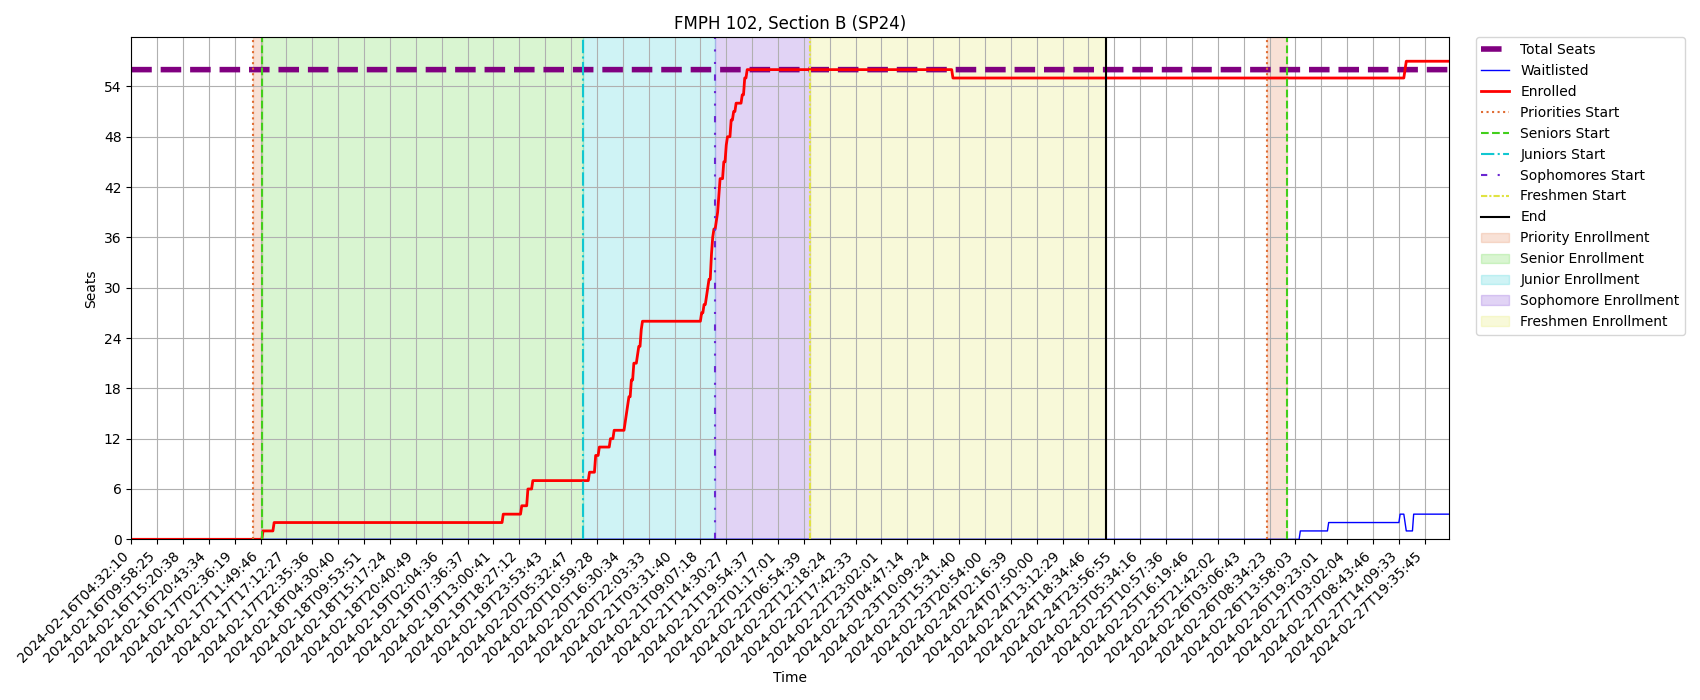 FMPH 102, Section B (SP24)
Total Seats
Waitlisted
Enrolled
Priorities Start
Seniors Start
Juniors Start
Sophomores Start
Freshmen Start
End
Priority Enrollment
Senior Enrollment
Junior Enrollment
Sophomore Enrollment
Freshmen Enrollment
Seats
54
48
42
36
30
24
18
12
6
0
2024-02-16T04:32:10
2024-02-16T09:58:25
2024-02-16T15:20:38
2024-02-16T20:43:34
2024-02-17T02:36:19
2024-02-17T11:49:46
2024-02-17T17:12:27
2024-02-17T22:35:36
2024-02-18T04:30:40
2024-02-18T09:53:51
2024-02-18T15:17:24
2024-02-18T20:40:49
2024-02-19T02:04:36
2024-02-19T07:36:37
2024-02-19T13:00:41
2024-02-19T18:27:12
2024-02-19T23:53:43
2024-02-20T05:32:47
2024-02-20T10:59:28
2024-02-20T16:30:34
2024-02-20T22:03:33
2024-02-21T03:31:40
2024-02-21T09:07:18
2024-02-21T14:30:27
2024-02-21T19:54:37
2024-02-22T01:17:01
2024-02-22T06:54:39
2024-02-22T12:18:24
2024-02-22T17:42:33
2024-02-22T23:02:01
2024-02-23T04:47:14
2024-02-23T10:09:24
2024-02-23T15:31:40
2024-02-23T20:54:00
2024-02-24T02:16:39
2024-02-24T07:50:00
2024-02-24T13:12:29
2024-02-24T18:34:46
2024-02-24T23:56:55
2024-02-25T05:34:16
2024-02-25T10:57:36
2024-02-25T16:19:46
2024-02-25T21:42:02
2024-02-26T03:06:43
2024-02-26T08:34:23
2024-02-26T13:58:03
2024-02-26T19:23:01
2024-02-27T03:02:04
2024-02-27T08:43:46
2024-02-27T14:09:33
2024-02-27T19:35:45
Time